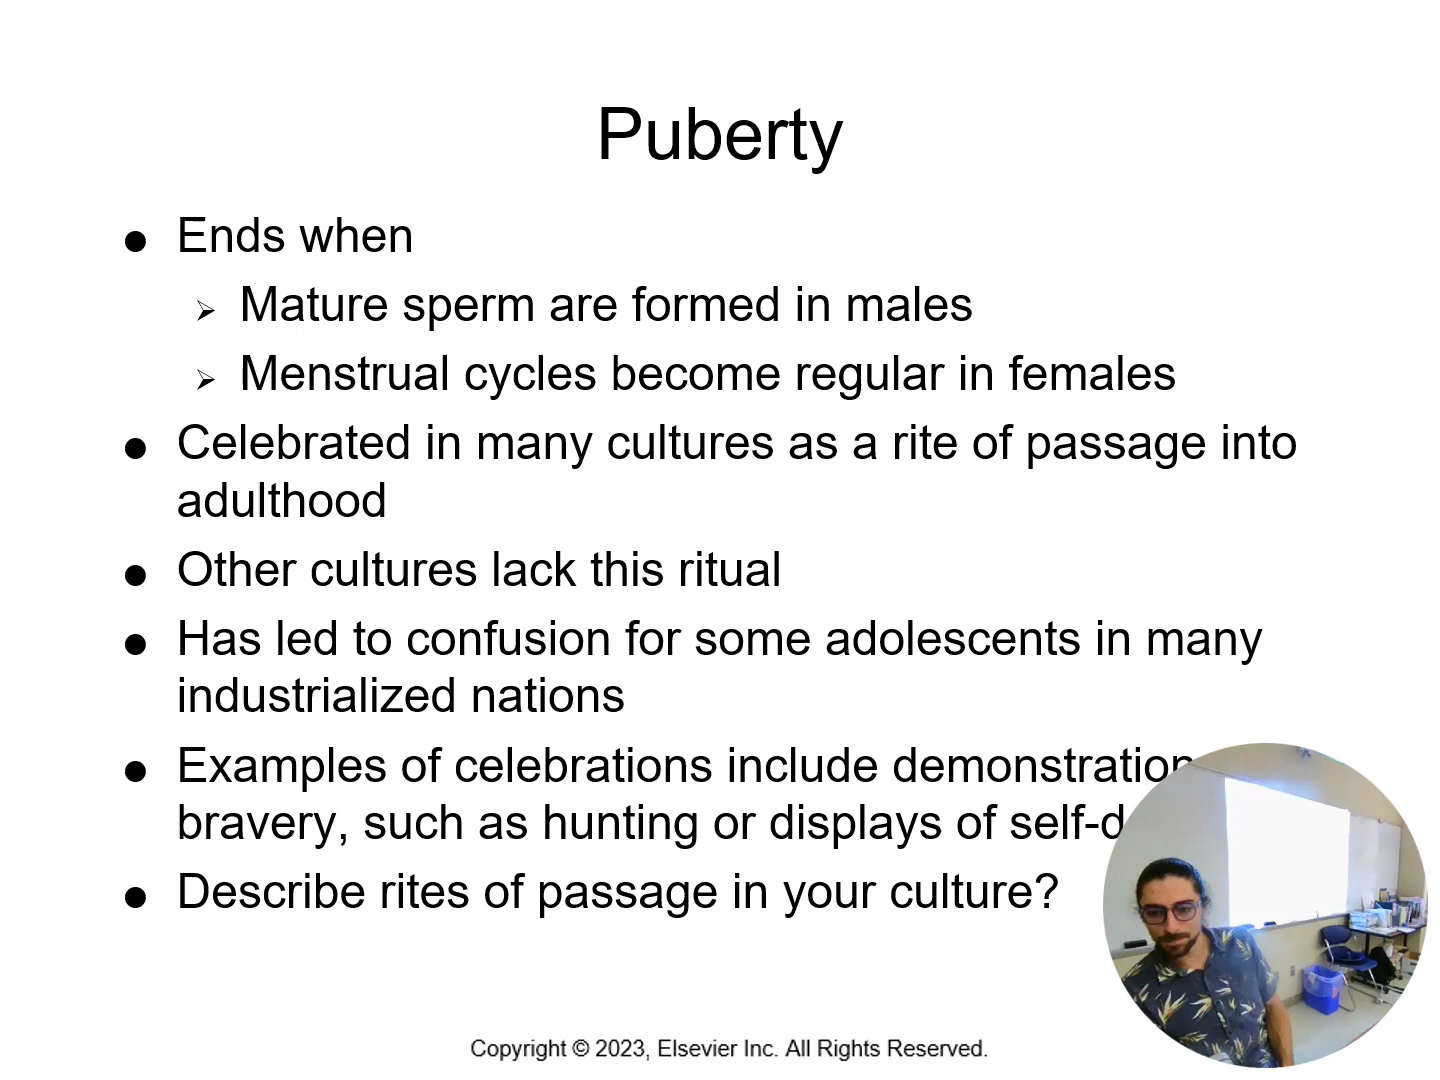 Puberty
Ends when
Mature sperm are formed in males
Menstrual cycles become regular in females
Celebrated in many cultures as a rite of passage into
adulthood
Other cultures lack this ritual
Has led to confusion for some adolescents in many
industrialized nations
Examples of celebrations include
bravery, such as hunting or displays of
Describe rites of passage in your culture?
Copyright © 2023, Elsevier Inc. All Rights Reserved.